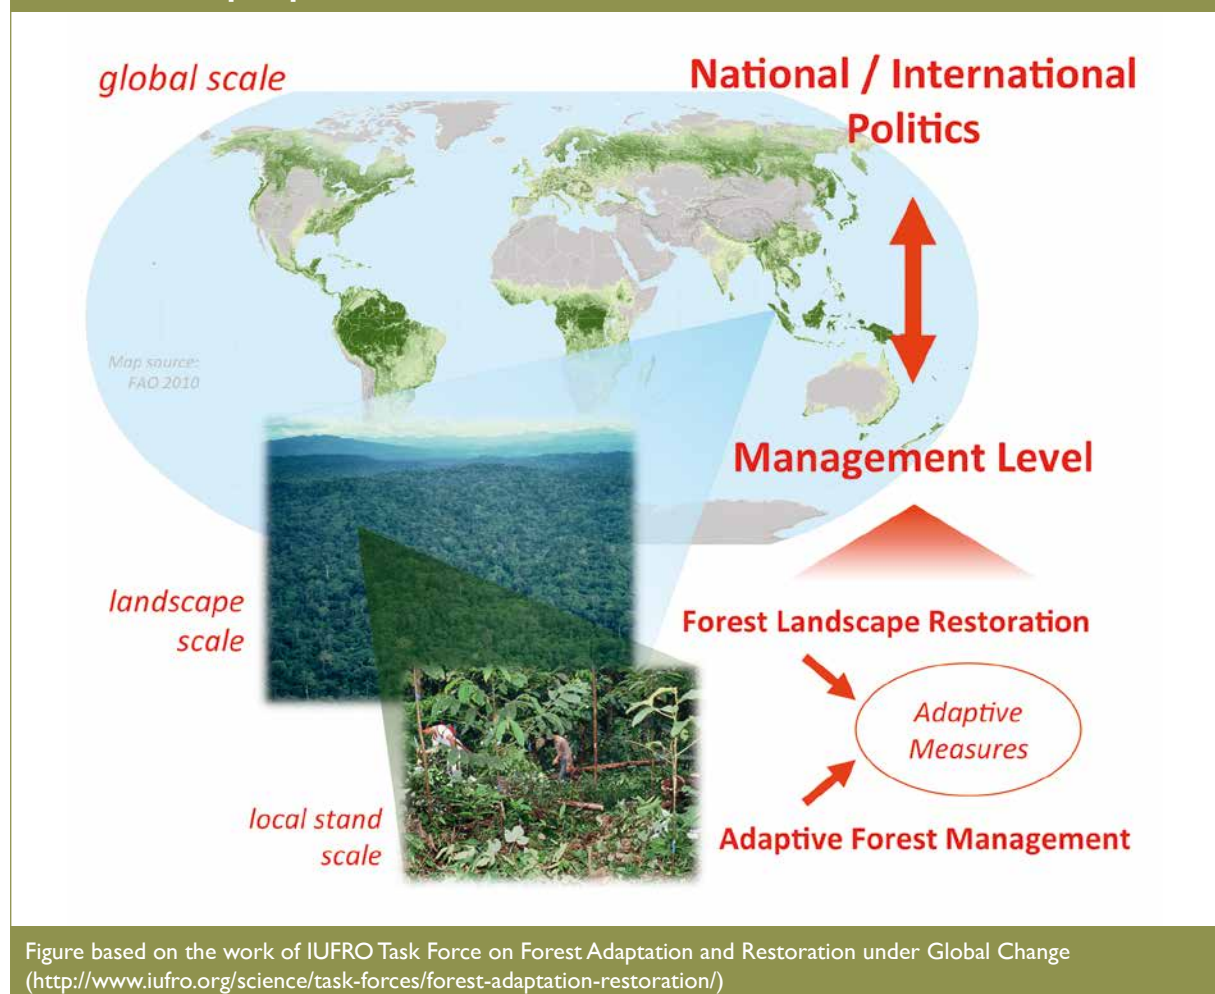 global scale
National / International
Politics
Map source:
FAO 2010
Management Level
landscape
scale
Forest Landscape Restoration
Adaptive
Measures
local stand
scale
Adaptive Forest Management
Figure based on the work of IUFRO Task Force on Forest Adaptation and Restoration under Global Change
(http://www.iufro.org/science/task-forces/forest-adaptation-restoration/)